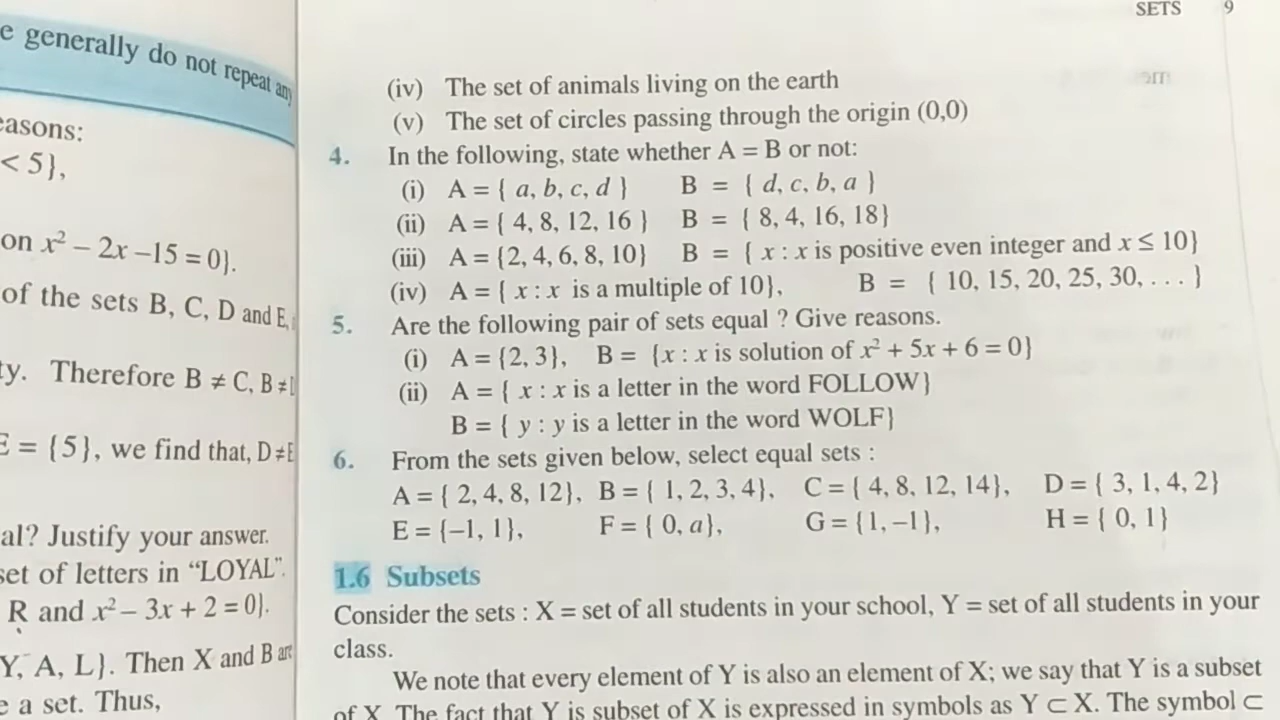 e generally do not repeat any
easons:
< 5},
on x² – 2x –15 = 0}.
of the sets B, C, D and E,
ty. Therefore B ≠ C, B ≠
E = {5}, we find that, D ≠ E
al? Justify your answer.
set of letters in “LOYAL”.
R and x² – 3x + 2 = 0}.
Y, A, L}. Then X and B are
e a set. Thus,
SETS 9
(iv) The set of animals living on the earth
(v) The set of circles passing through the origin (0,0)
4. In the following, state whether A = B or not:
(i) A = { a, b, c, d } B = { d, c, b, a }
(ii) A = { 4, 8, 12, 16 } B = { 8, 4, 16, 18}
(iii) A = {2, 4, 6, 8, 10} B = { x : x is positive even integer and x ≤ 10}
(iv) A = { x : x is a multiple of 10}, B = { 10, 15, 20, 25, 30, . . . }
5. Are the following pair of sets equal ? Give reasons.
(i) A = {2, 3}, B = {x : x is solution of x² + 5x + 6 = 0}
(ii) A = { x : x is a letter in the word FOLLOW}
B = { y : y is a letter in the word WOLF}
6. From the sets given below, select equal sets :
A = { 2, 4, 8, 12}, B = { 1, 2, 3, 4}, C = { 4, 8, 12, 14}, D = { 3, 1, 4, 2}
E = {–1, 1}, F = { 0, a}, G = {1, –1}, H = { 0, 1}
1.6 Subsets
Consider the sets : X = set of all students in your school, Y = set of all students in your
class.
We note that every element of Y is also an element of X; we say that Y is a subset
of X. The fact that Y is subset of X is expressed in symbols as Y ⊂ X. The symbol ⊂